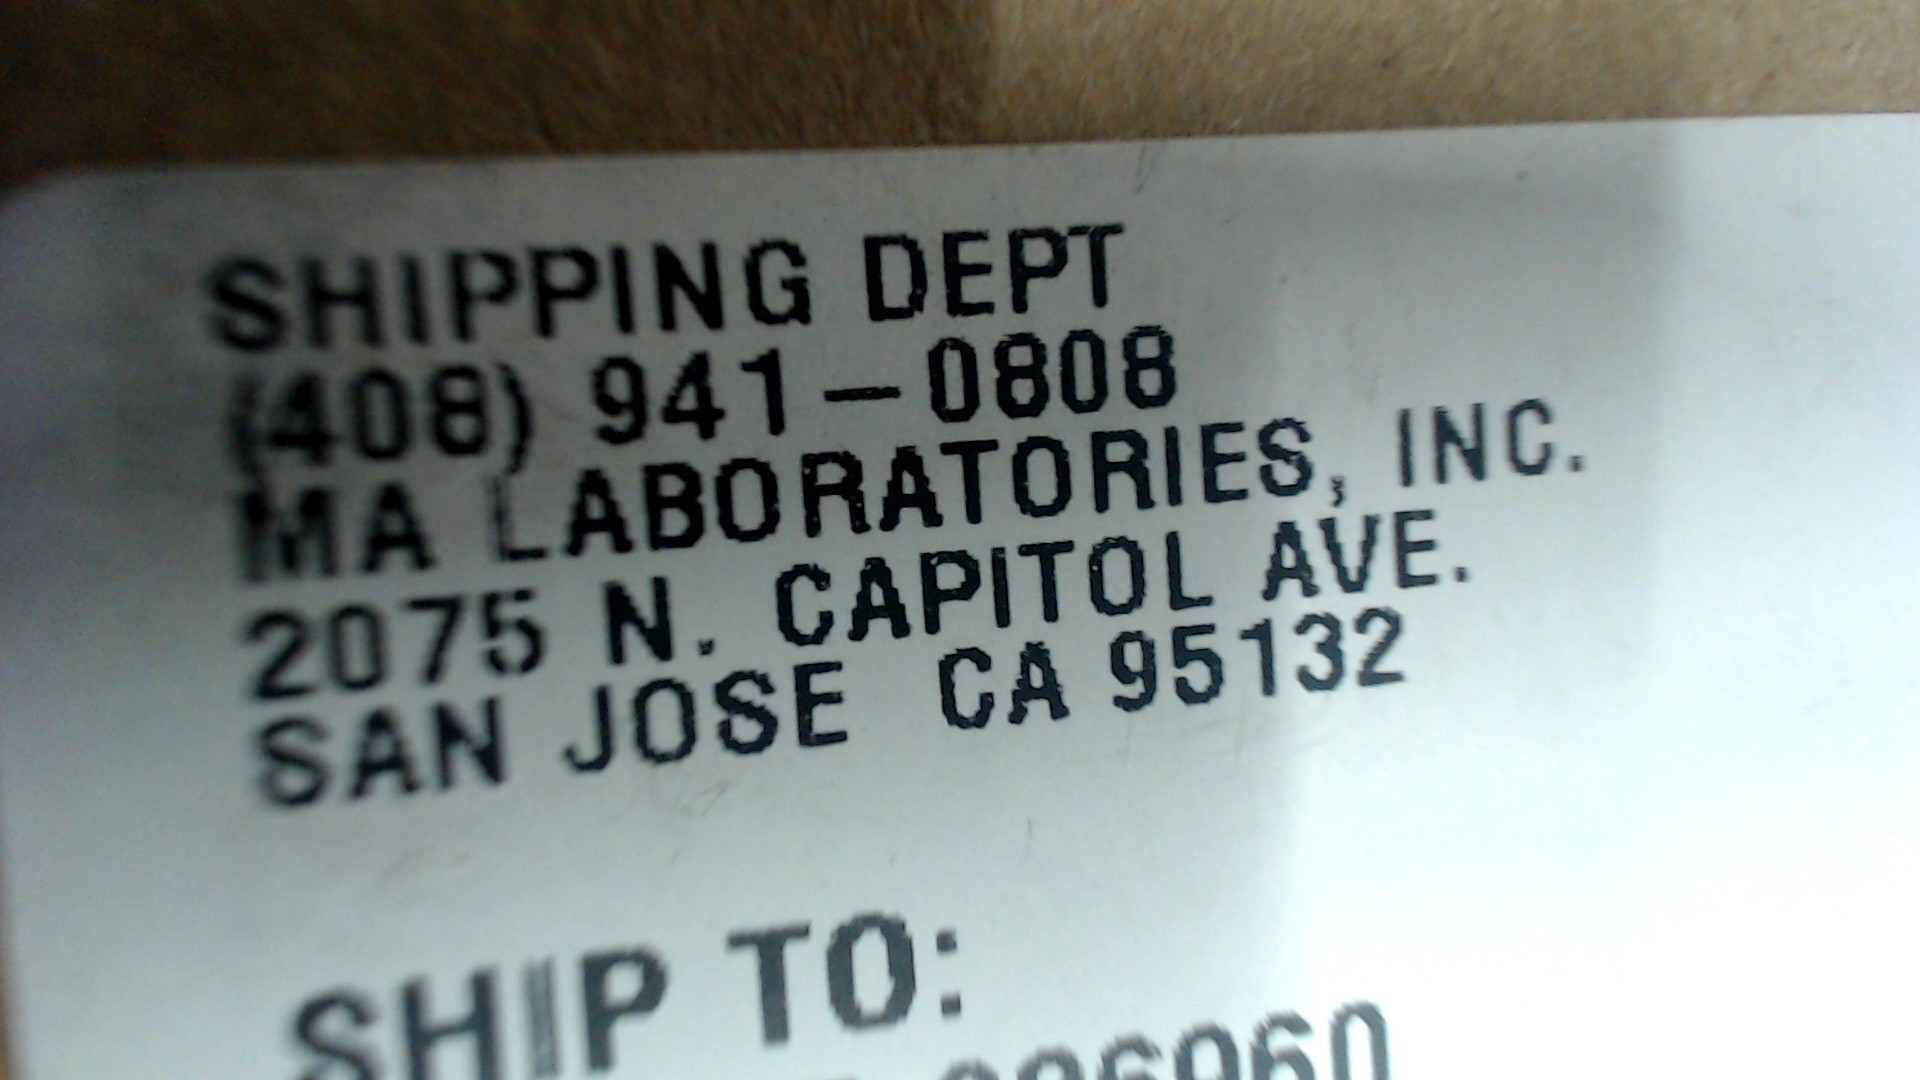 SHIPPING DEPT
(408) 941-0808
MA LABORATORIES, INC.
2075 N. CAPITOL AVE.
SAN JOSE CA 95132
SHIP TO: